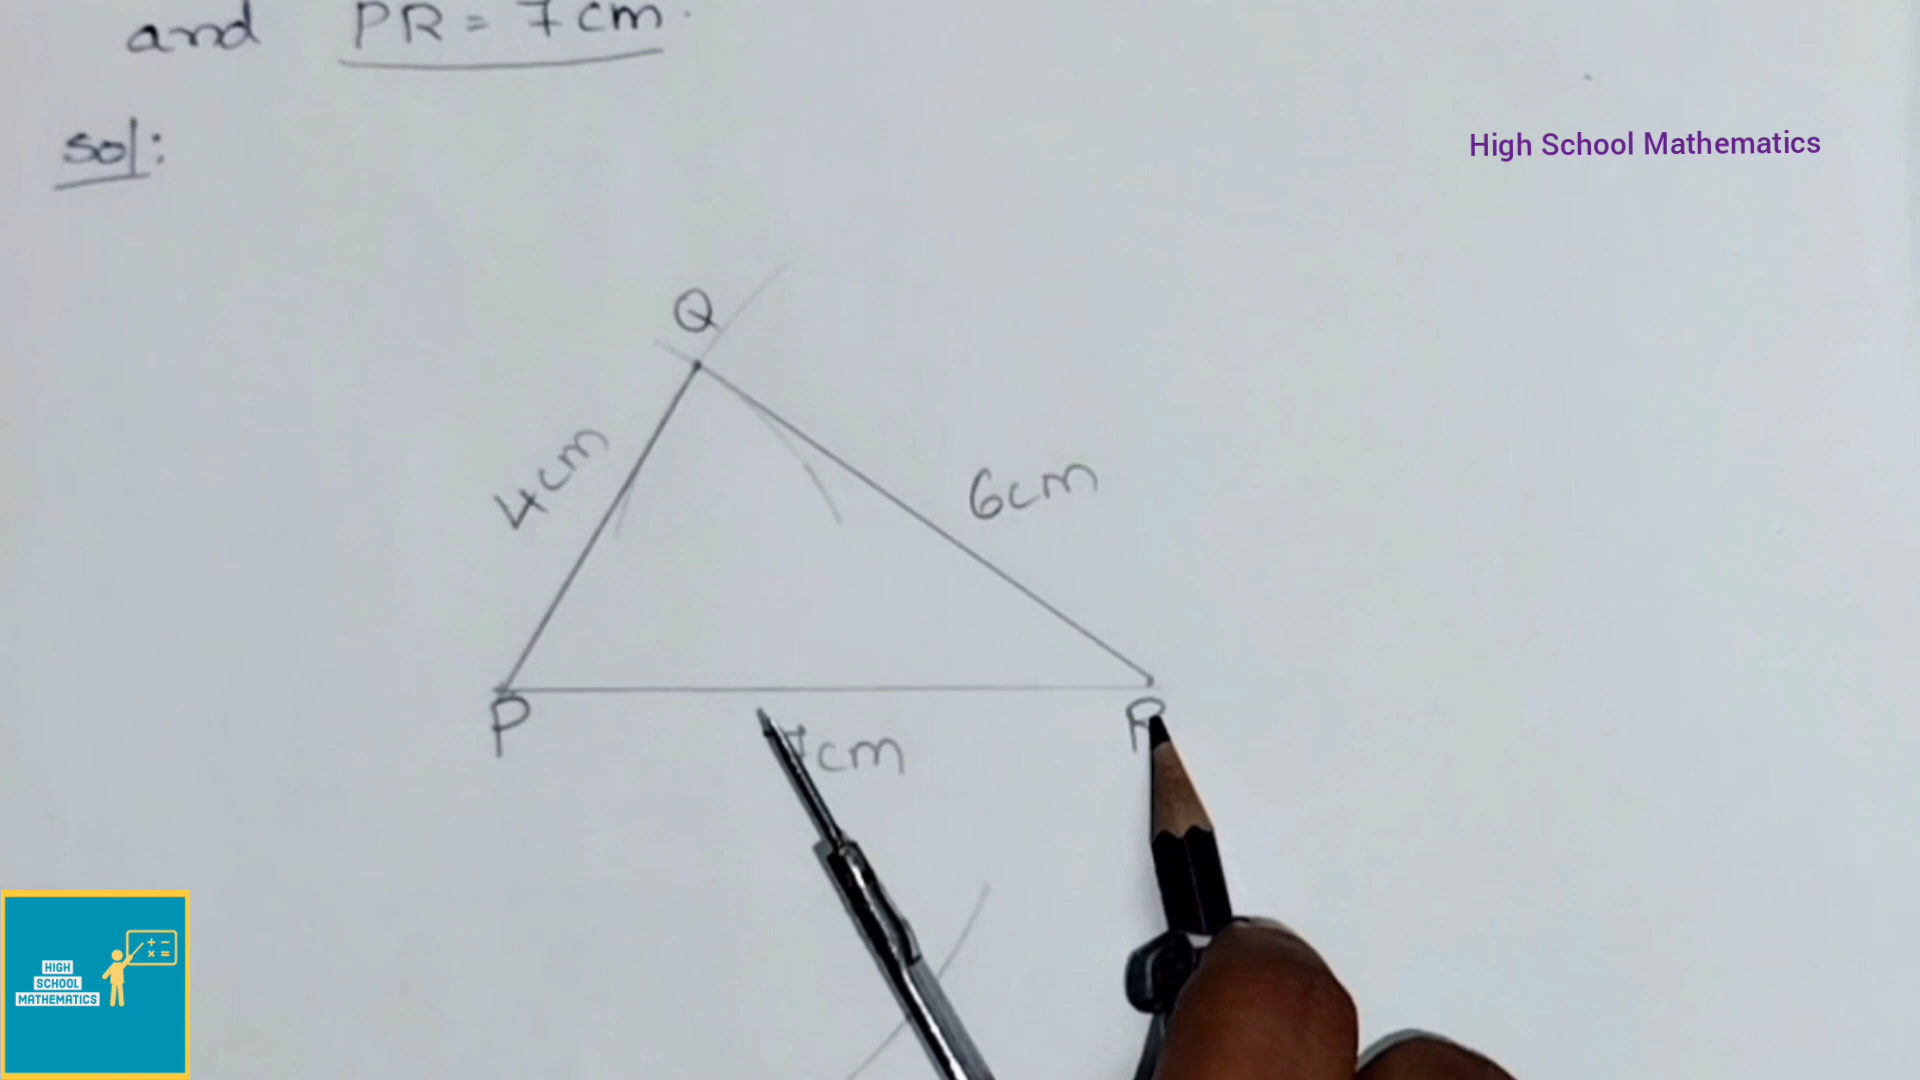 and PR = 7cm.
sol:
High School Mathematics
Q
4cm
6cm
P
R
7cm
HIGH
SCHOOL
MATHEMATICS